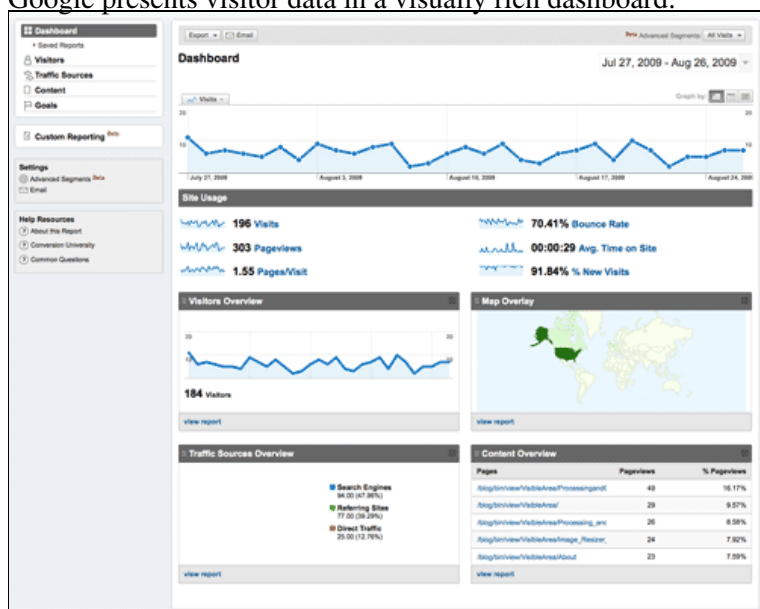 Google presents visitor data in a visually rich dashboard.
Dashboard
Saved Reports
Visitors
Traffic Sources
Content
Goals
Custom Reporting Beta
Settings
Advanced Segments Beta
Email
Help Resources
About this Report
Conversion University
Common Questions
Export Email
Beta Advanced Segments: All Visits
Dashboard
Jul 27, 2009 - Aug 26, 2009
Visits
Graph by:
20 20
10 10
July 27, 2009 August 3, 2009 August 10, 2009 August 17, 2009 August 24, 200
Site Usage
196 Visits
70.41% Bounce Rate
303 Pageviews
00:00:29 Avg. Time on Site
1.55 Pages/Visit
91.84% % New Visits
Visitors Overview
20 20
10 10
184 Visitors
view report
Map Overlay
view report
Traffic Sources Overview
Search Engines
94.00 (47.96%)
Referring Sites
77.00 (39.29%)
Direct Traffic
25.00 (12.76%)
view report
Content Overview
Pages Pageviews % Pageviews
/blog/bin/view/VisibleArea/Processingand 49 16.17%
/blog/bin/view/VisibleArea/ 29 9.57%
/blog/bin/view/VisibleArea/Processing_anc 26 8.58%
/blog/bin/view/VisibleArea/Image_Resizer_ 24 7.92%
/blog/bin/view/VisibleArea/About 23 7.59%
view report